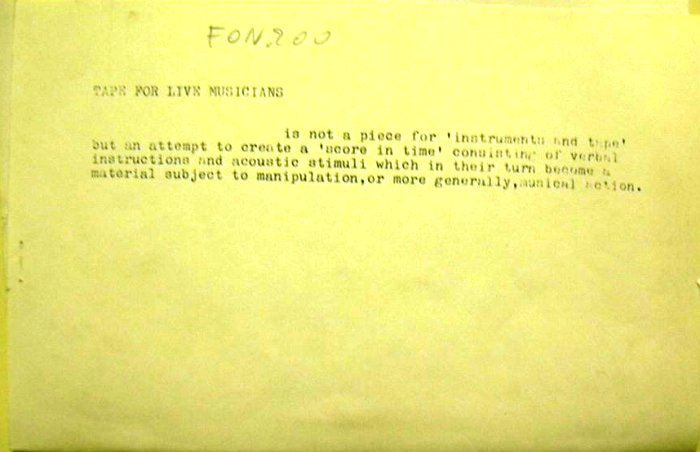 FON.200
TAPE FOR LIVE MUSICIANS
is not a piece for 'instruments and tape'
but an attempt to create a 'score in time' consisting of verbal
instructions and acoustic stimuli which in their turn become a
material subject to manipulation,or more generally,musical action.